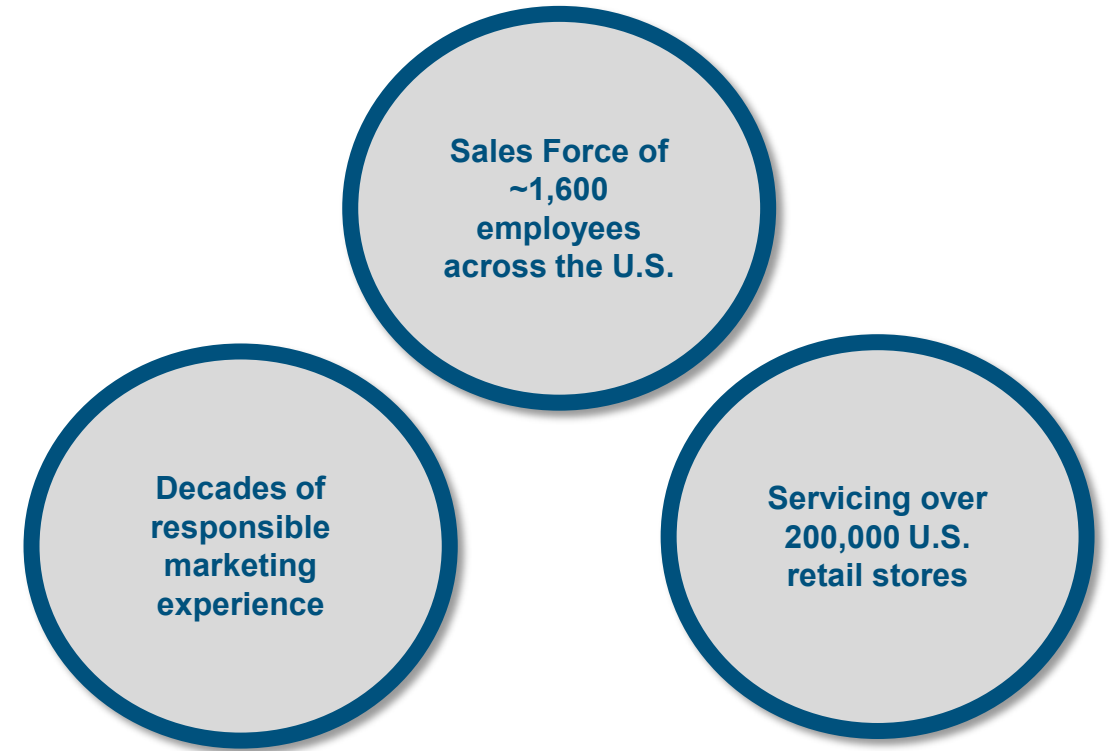 Sales Force of
~1,600
employees
across the U.S.
Decades of
responsible
marketing
experience
Servicing over
200,000 U.S.
retail stores